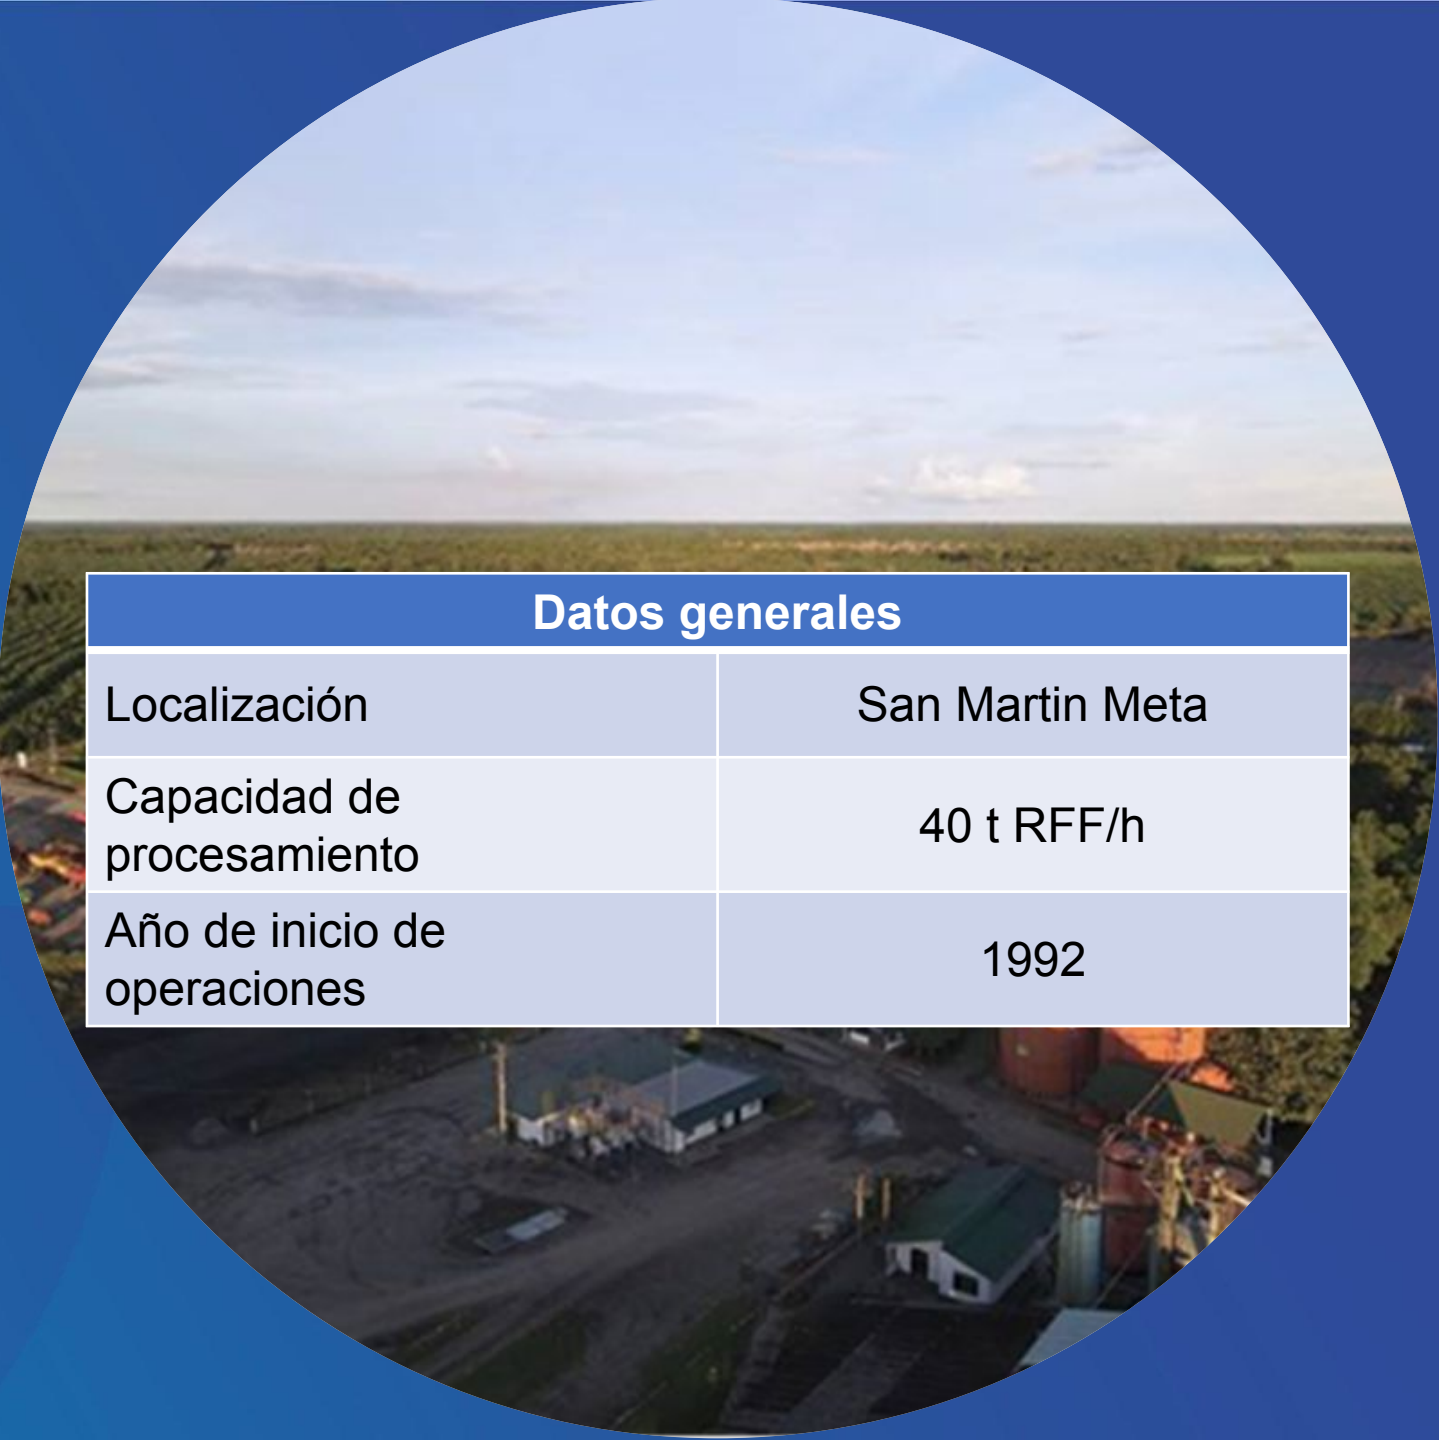 Datos generales
Localización
San Martin Meta
Capacidad de
procesamiento
40 t RFF/h
Año de inicio de
operaciones
1992